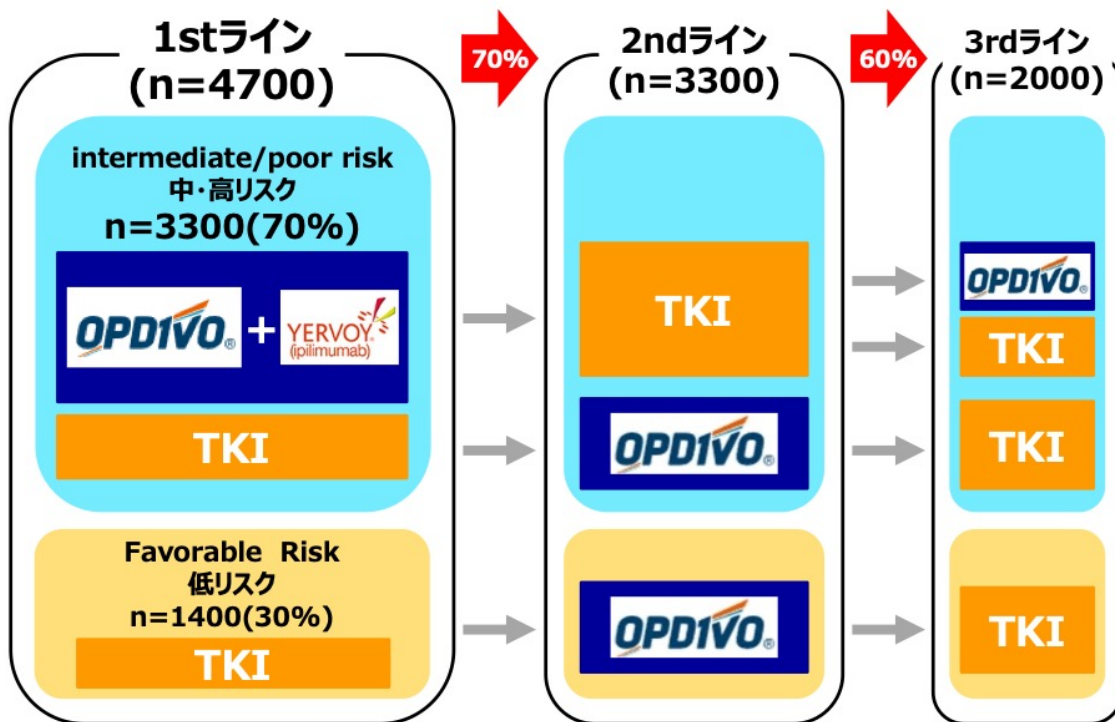 1stライン
(n=4700)
70%
2ndライン
(n=3300)
60%
3rdライン
(n=2000)
intermediate/poor risk
中・高リスク
n=3300(70%)
OPDIVO®
+
YERVOY®
(ipilimumab)
TKI
TKI
OPDIVO®
OPDIVO®
TKI
TKI
Favorable Risk
低リスク
n=1400(30%)
TKI
OPDIVO®
TKI